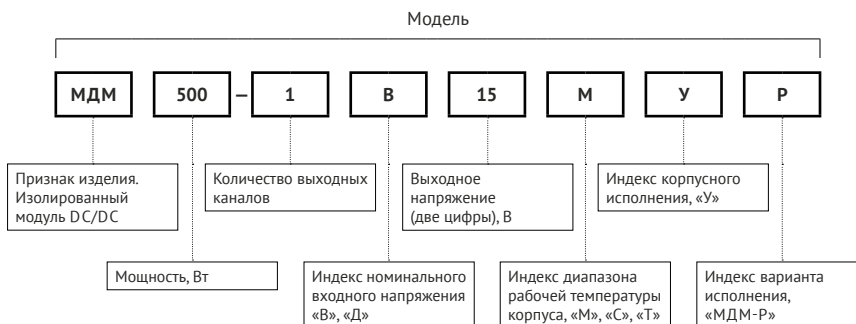 Модель
МДМ 500 – 1 В 15 М У Р
Признак изделия.
Изолированный
модуль DC/DC
Количество выходных
каналов
Выходное
напряжение
(две цифры), В
Индекс корпусного
исполнения, «У»
Мощность, Вт
Индекс номинального
входного напряжения
«В», «Д»
Индекс диапазона
рабочей температуры
корпуса, «М», «С», «Т»
Индекс варианта
исполнения,
«МДМ-Р»